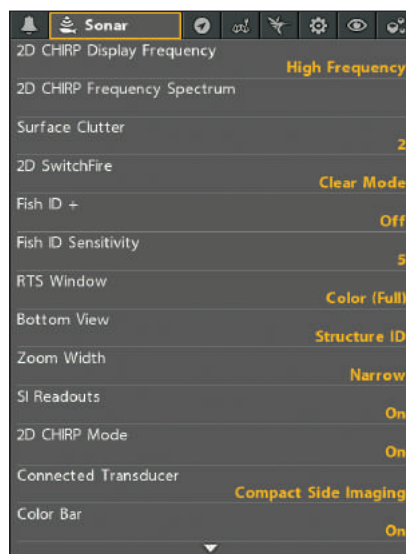 Sonar
2D CHIRP Display Frequency
High Frequency
2D CHIRP Frequency Spectrum
Surface Clutter
2
2D SwitchFire
Clear Mode
Fish ID +
Off
Fish ID Sensitivity
5
RTS Window
Color (Full)
Bottom View
Structure ID
Zoom Width
Narrow
SI Readouts
On
2D CHIRP Mode
On
Connected Transducer
Compact Side Imaging
Color Bar
On